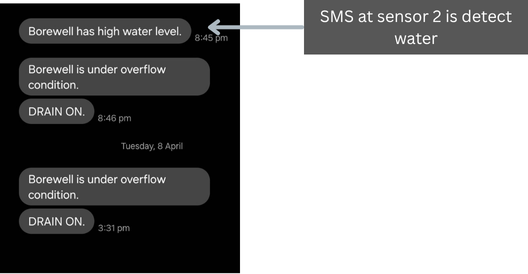 Borewell has high water level.
8:45 pm
SMS at sensor 2 is detect
water
Borewell is under overflow
condition.
DRAIN ON.
8:46 pm
Tuesday, 8 April
Borewell is under overflow
condition.
DRAIN ON.
3:31 pm